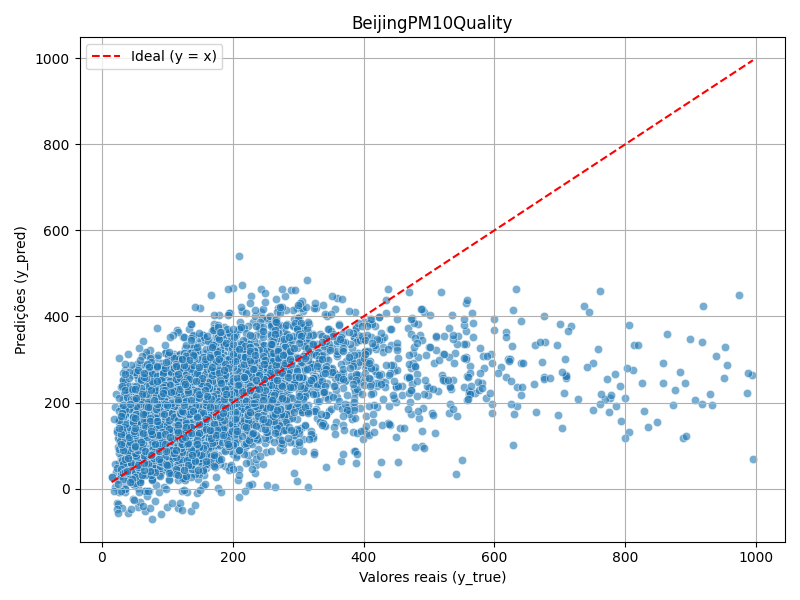 BeijingPM10Quality
Ideal (y = x)
1000
800
600
400
200
0
Predições (y_pred)
0 200 400 600 800 1000
Valores reais (y_true)